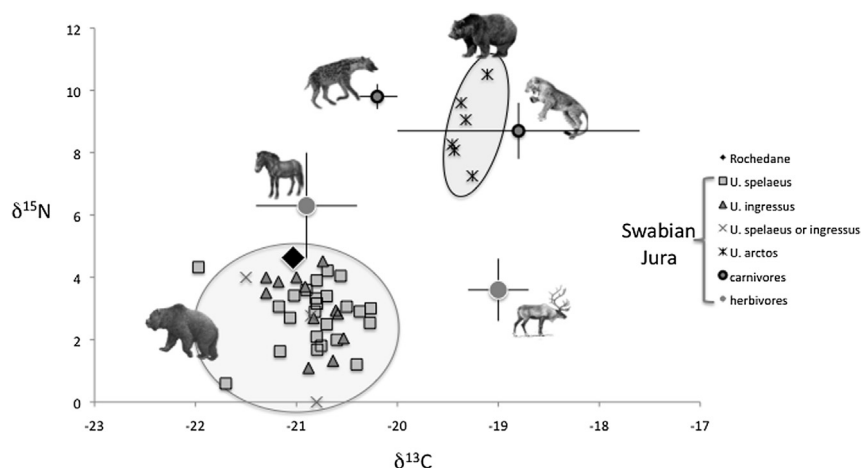 12
10
8
6
4
2
0
δ15N
-23 -22 -21 -20 -19 -18 -17
δ13C
Rochedane
U. spelaeus
U. ingressus
U. spelaeus or ingressus
U. arctos
carnivores
herbivores
Swabian
Jura